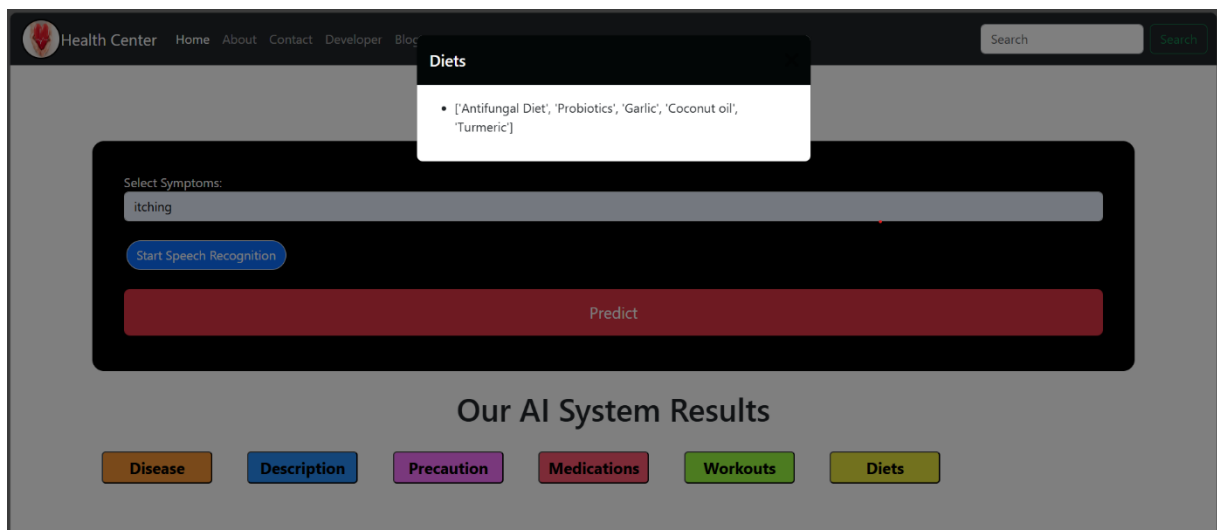 Health Center Home About Contact Developer Blog
Search Search
Diets
• ['Antifungal Diet', 'Probiotics', 'Garlic', 'Coconut oil',
'Turmeric']
Select Symptoms:
itching
Start Speech Recognition
Predict
Our AI System Results
Disease Description Precaution Medications Workouts Diets